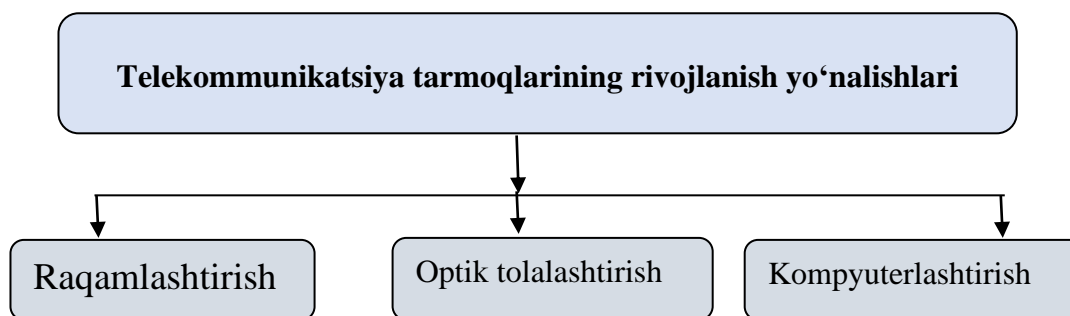 Telekommunikatsiya tarmoqlarining rivojlanish yo‘nalishlari
Raqamlashtirish
Optik tolalashtirish
Kompyuterlashtirish